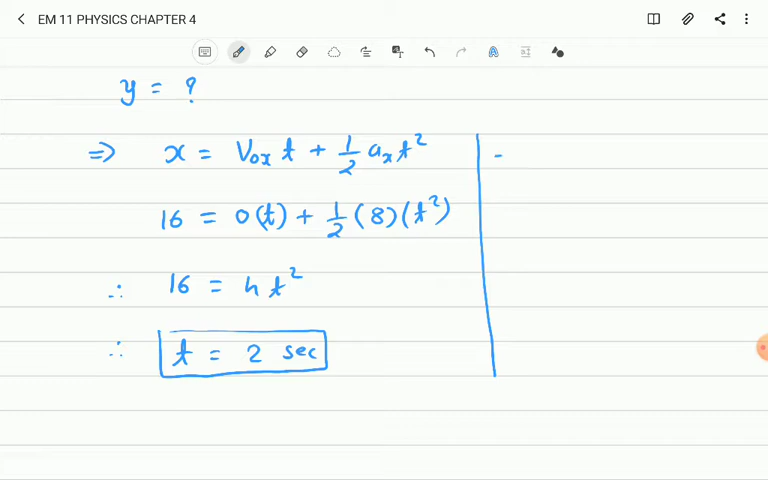 EM 11 PHYSICS CHAPTER 4
y = ?
⇒ x = V₀ₓ t + 1/2 aₓ t²
16 = 0(t) + 1/2 (8)(t²)
∴ 16 = 4 t²
∴ t = 2 sec